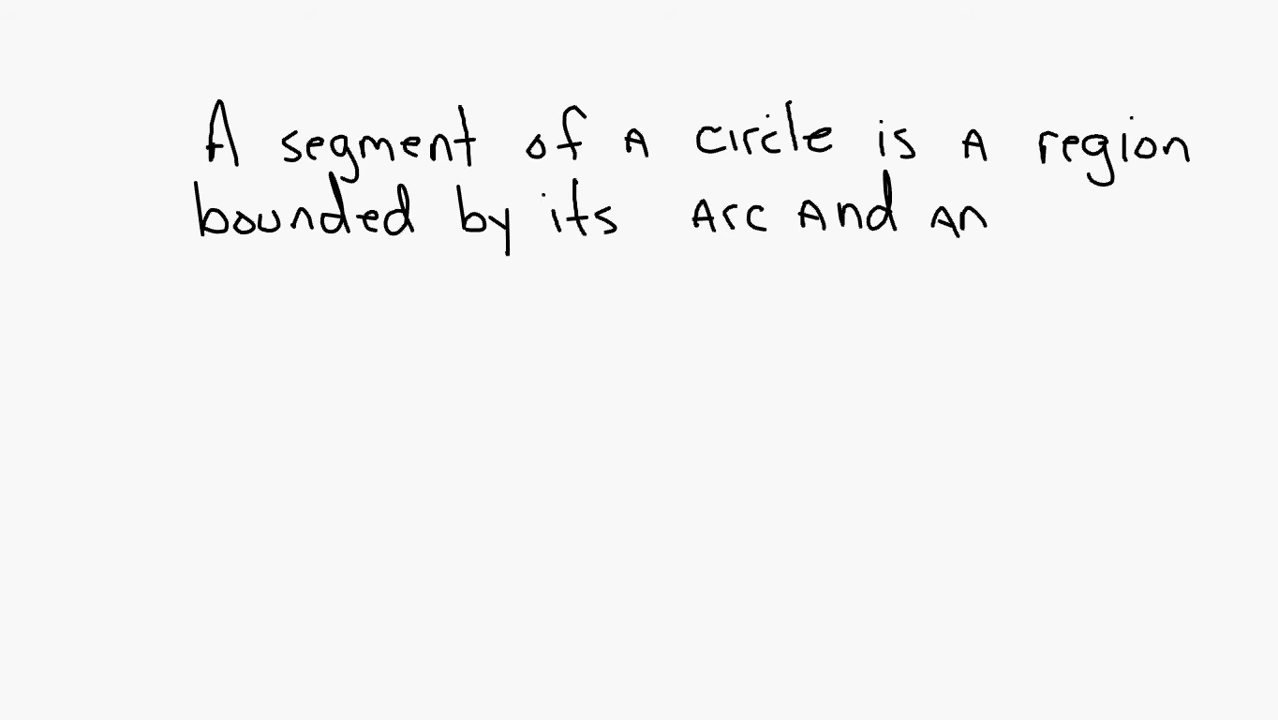 A segment of a circle is a region
bounded by its arc and an